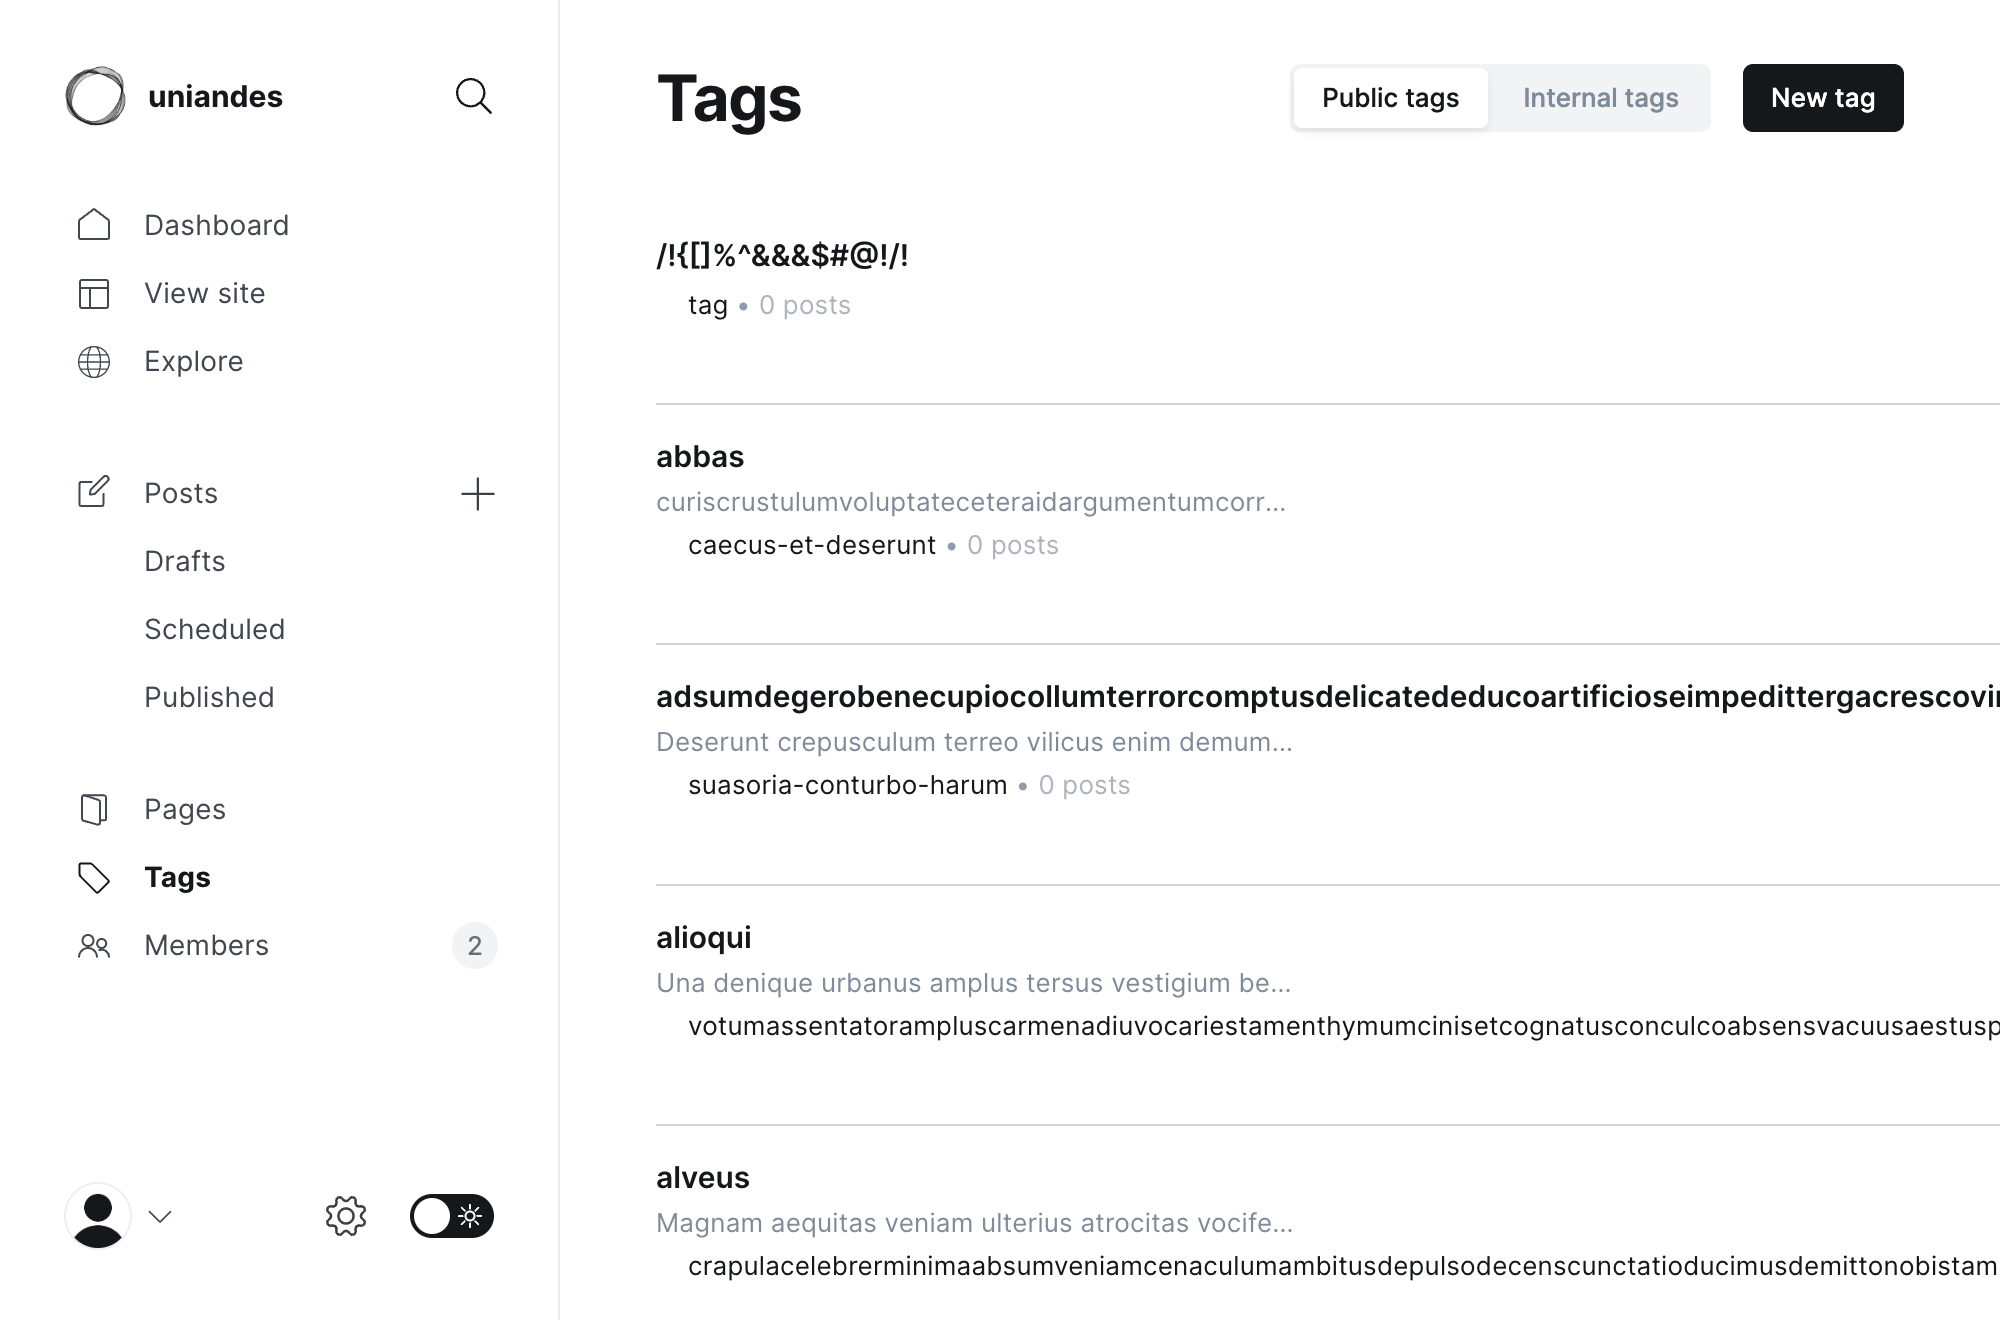 uniandes
Dashboard
View site
Explore
Posts
Drafts
Scheduled
Published
Pages
Tags
Members 2
Tags
Public tags Internal tags New tag
/!{[]%^&&&$#@!/!
tag • 0 posts
abbas
curiscrustulumvoluptateceteraidargumentumcorr...
caecus-et-deserunt • 0 posts
adsumdegerobenecupiocollumterrorcomptusdelicatededucoartificioseimpedittergacrescovi
Deserunt crepusculum terreo vilicus enim demum...
suasoria-conturbo-harum • 0 posts
alioqui
Una denique urbanus amplus tersus vestigium be...
votumassentatorampluscarmenadiuvocariestamenthymumcinisetcognatusconculcoabsensvacuusaestusp
alveus
Magnam aequitas veniam ulterius atrocitas vocife...
crapulacelebrerminimaabsumveniamcenaculumambitusdepulsodecenscunctatioducimusdemittonobistam